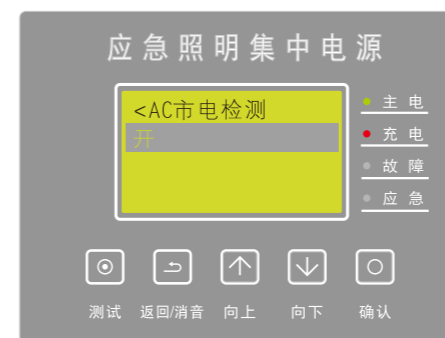 应急照明集中电源
<AC市电检测
开
主电
充电
故障
应急
测试 返回/消音 向上 向下 确认